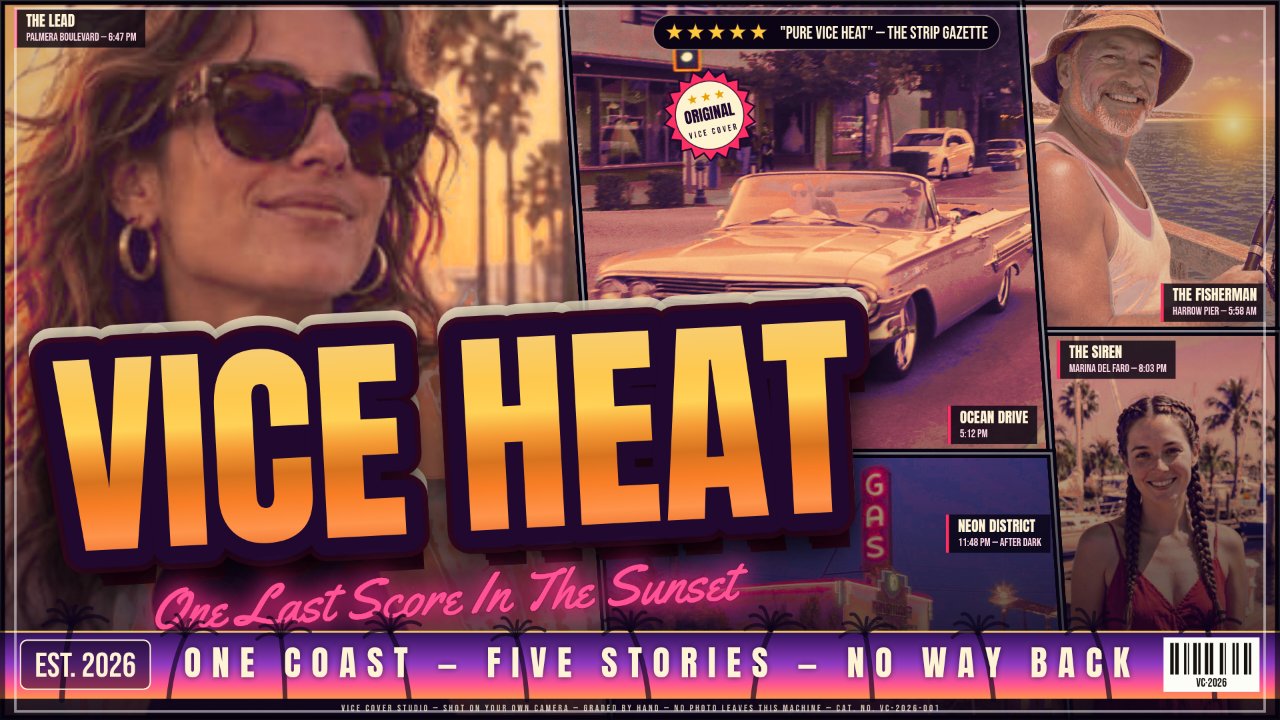 THE LEAD
PALMERA BOULEVARD – 6:47 PM
★★★★★ "PURE VICE HEAT" – THE STRIP GAZETTE
ORIGINAL
VICE COVER
THE FISHERMAN
HARROW PIER – 5:58 AM
THE SIREN
MARINA DEL FARO – 8:03 PM
OCEAN DRIVE
5:12 PM
VICE HEAT
GAS
NEON DISTRICT
11:48 PM – AFTER DARK
One Last Score In The Sunset
EST. 2026
ONE COAST – FIVE STORIES – NO WAY BACK
VC-2026
VICE COVER STUDIO – SHOT ON YOUR OWN CAMERA – GRADED BY HAND – NO PHOTO LEAVES THIS MACHINE – CAT. NO. VC-2026-001